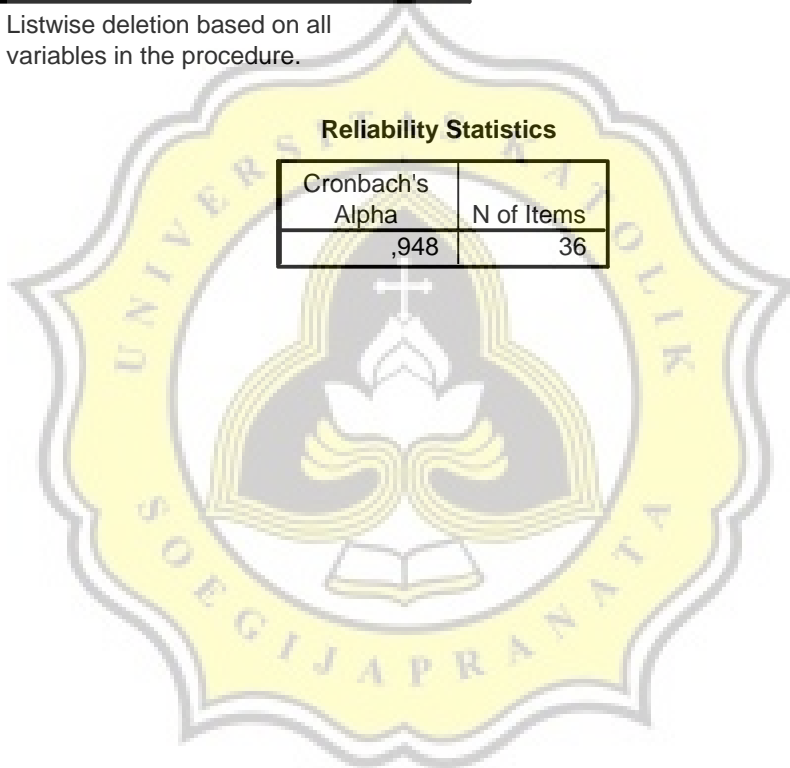 Listwise deletion based on all
variables in the procedure.
Reliability Statistics
Cronbach's
Alpha
N of Items
,948
36
UNIVERSITAS KATOLIK
SOEGIJAPRANATA